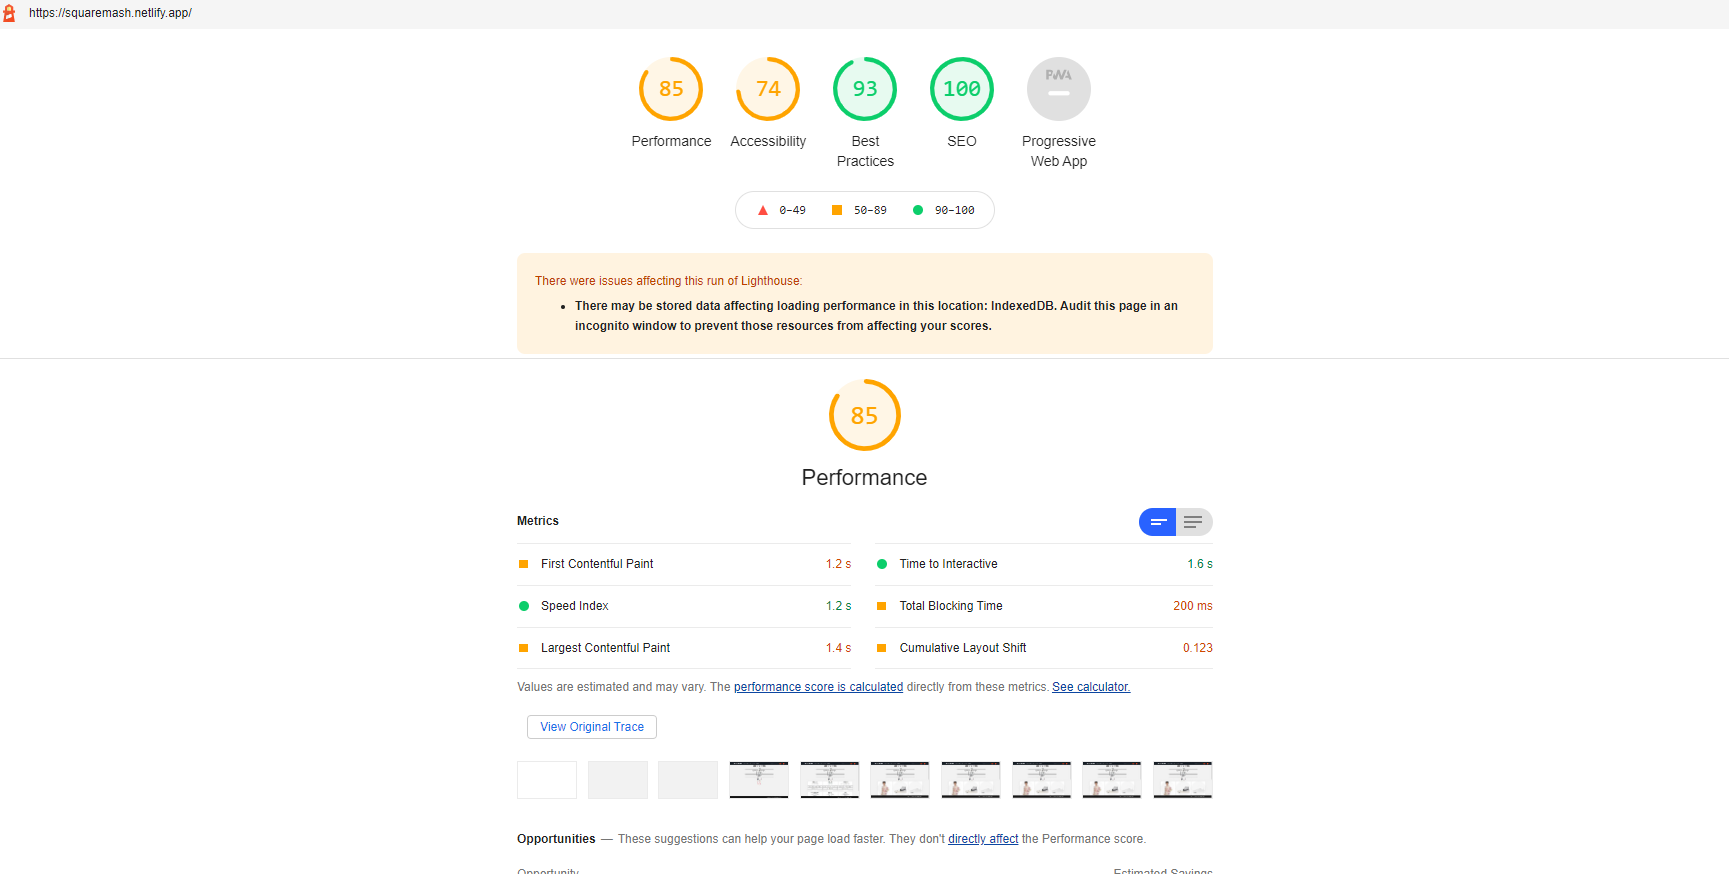 https://squaremash.netlify.app/
85
74
93
100
PWA
Performance
Accessibility
Best
Practices
SEO
Progressive
Web App
0–49
50–89
90–100
There were issues affecting this run of Lighthouse:
There may be stored data affecting loading performance in this location: IndexedDB. Audit this page in an
incognito window to prevent those resources from affecting your scores.
85
Performance
Metrics
First Contentful Paint 1.2 s
Time to Interactive 1.6 s
Speed Index 1.2 s
Total Blocking Time 200 ms
Largest Contentful Paint 1.4 s
Cumulative Layout Shift 0.123
Values are estimated and may vary. The performance score is calculated directly from these metrics. See calculator.
View Original Trace
Opportunities — These suggestions can help your page load faster. They don't directly affect the Performance score.
Opportunity Estimated Savings